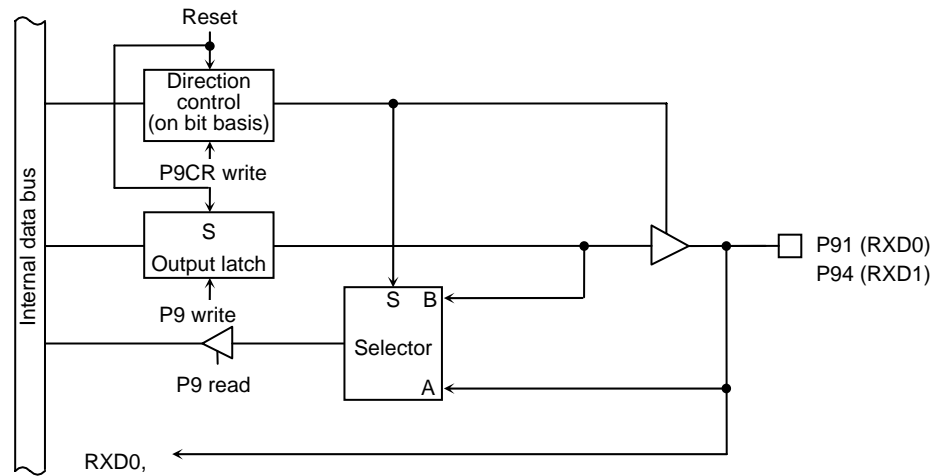 Reset
Direction
control
(on bit basis)
P9CR write
Internal data bus
S
Output latch
P91 (RXD0)
P94 (RXD1)
P9 write
S
B
Selector
A
P9 read
RXD0,